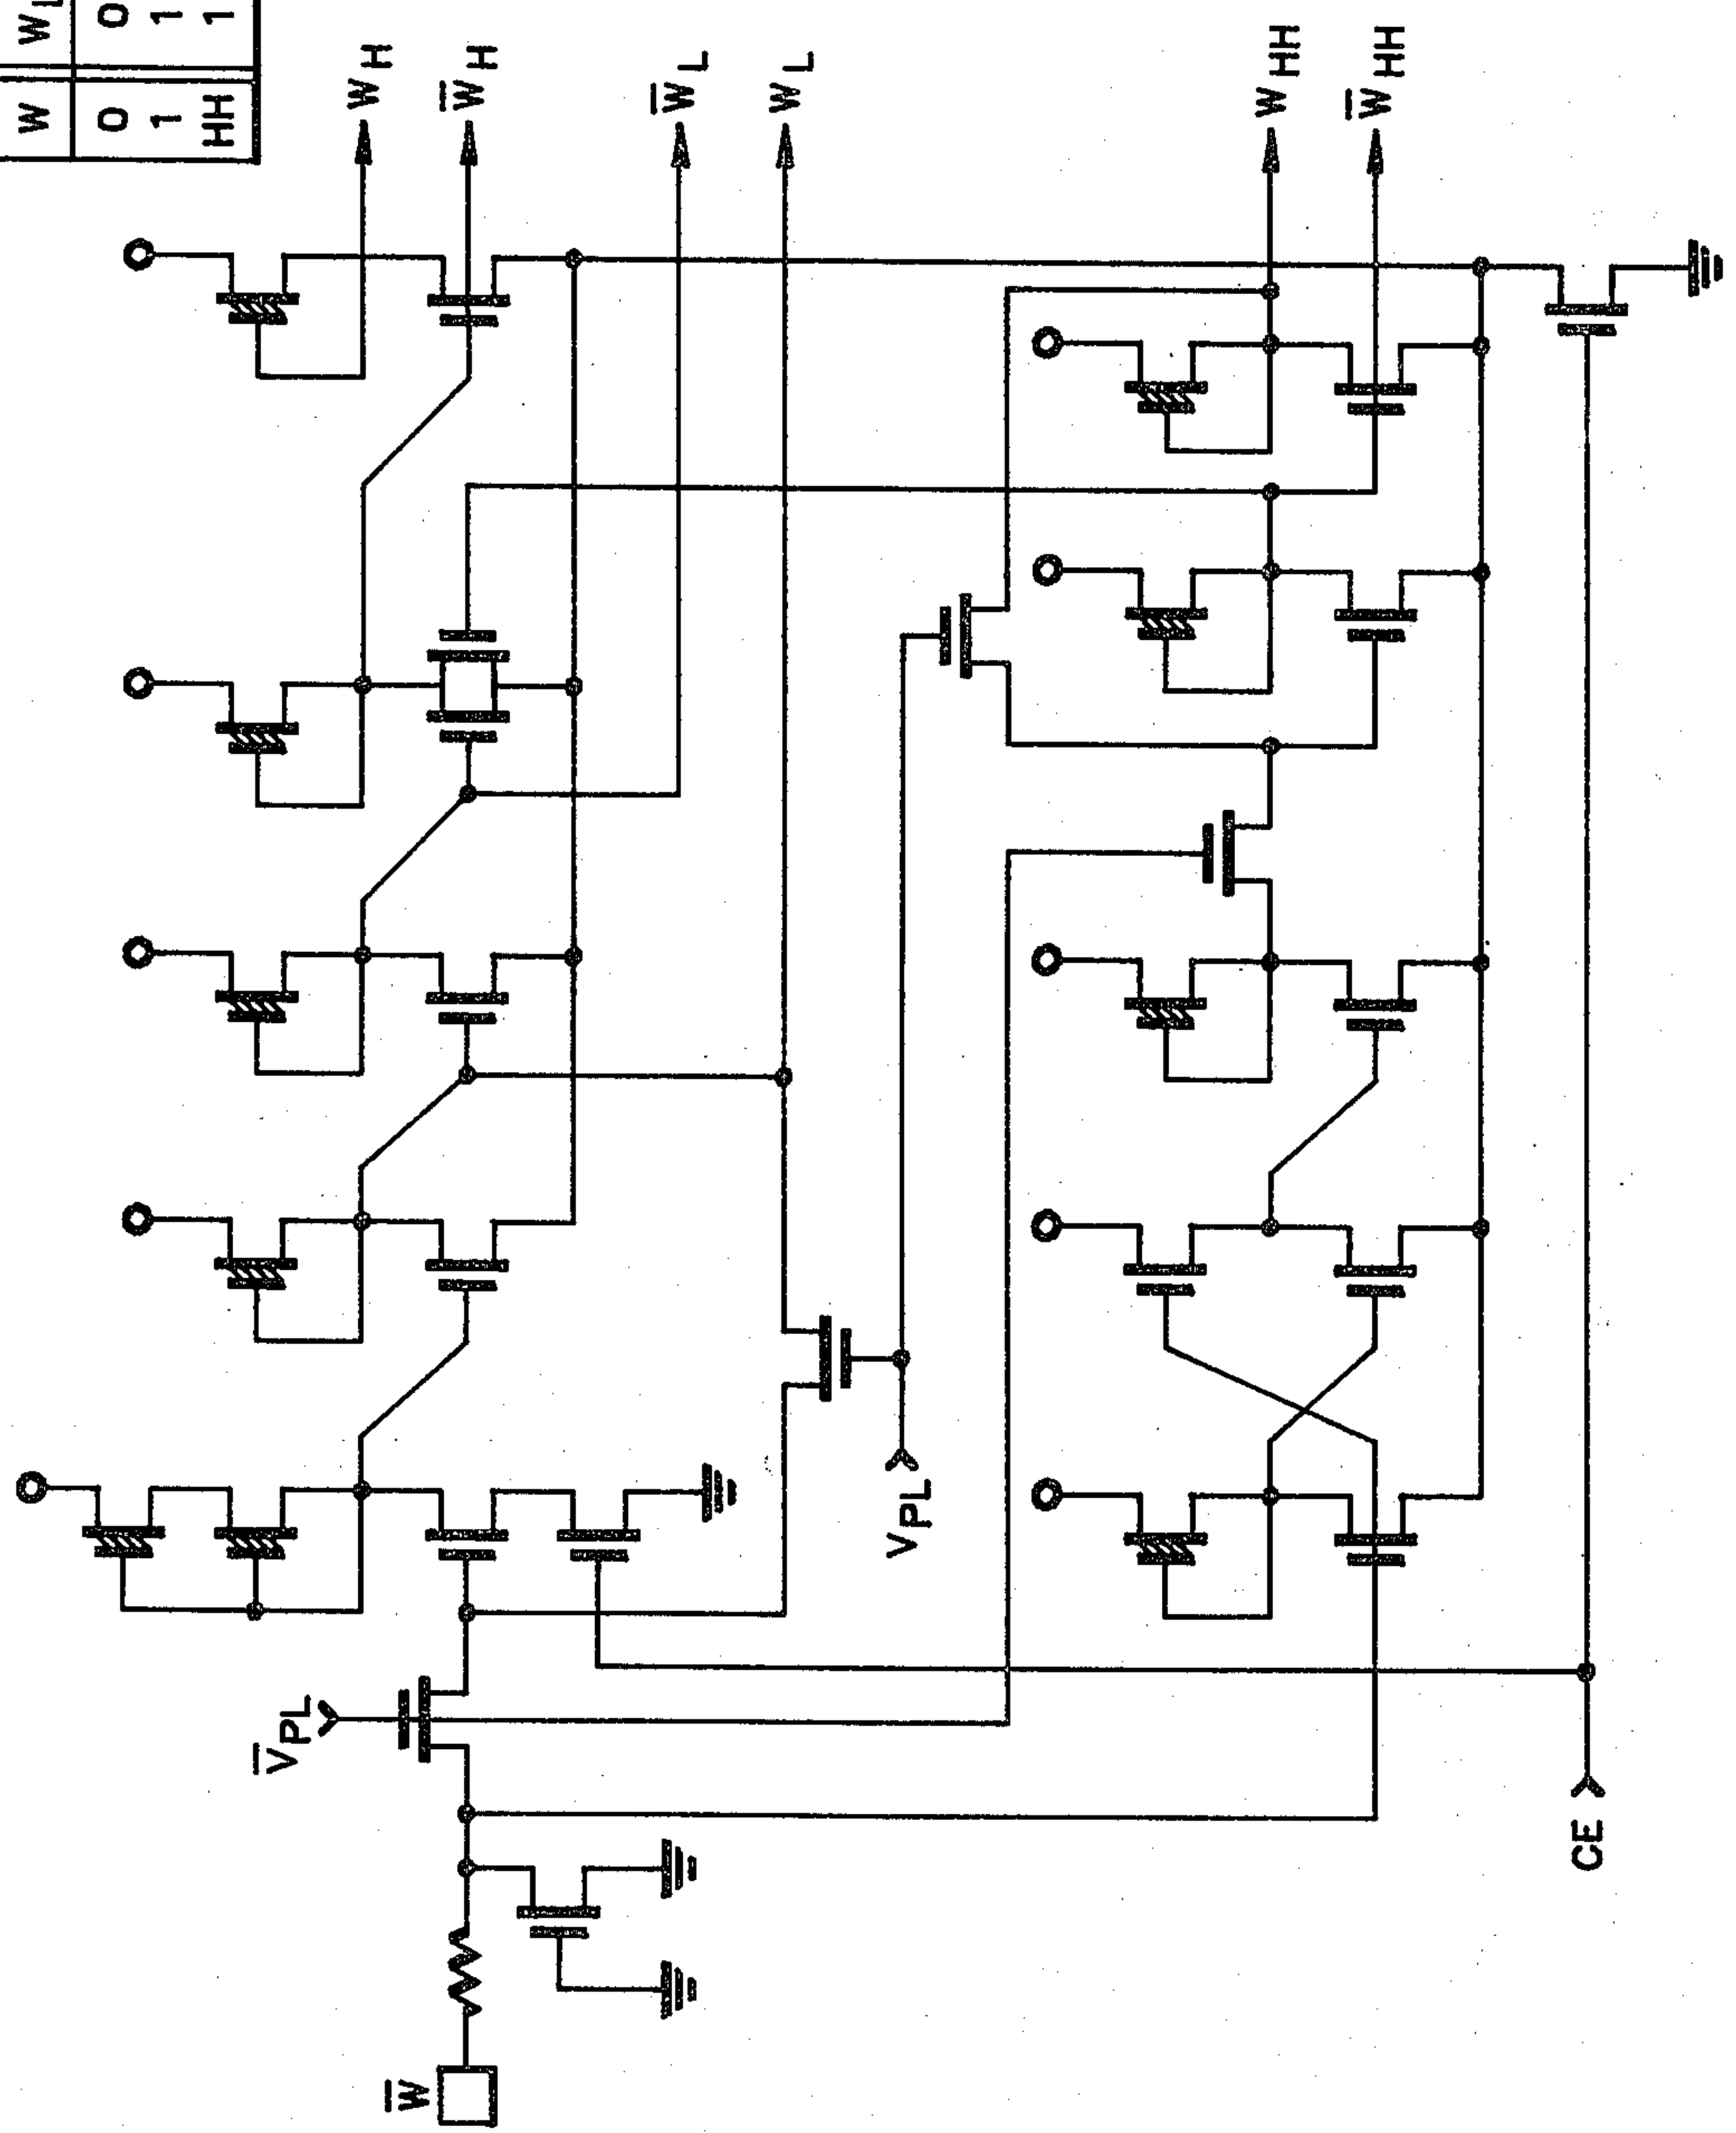 W W_L
0 0
1 1
HH 1
W_H
W̅_H
W̅_L
W_L
W_HH
W̅_HH
V̅_PL
V_PL
W̅
CE